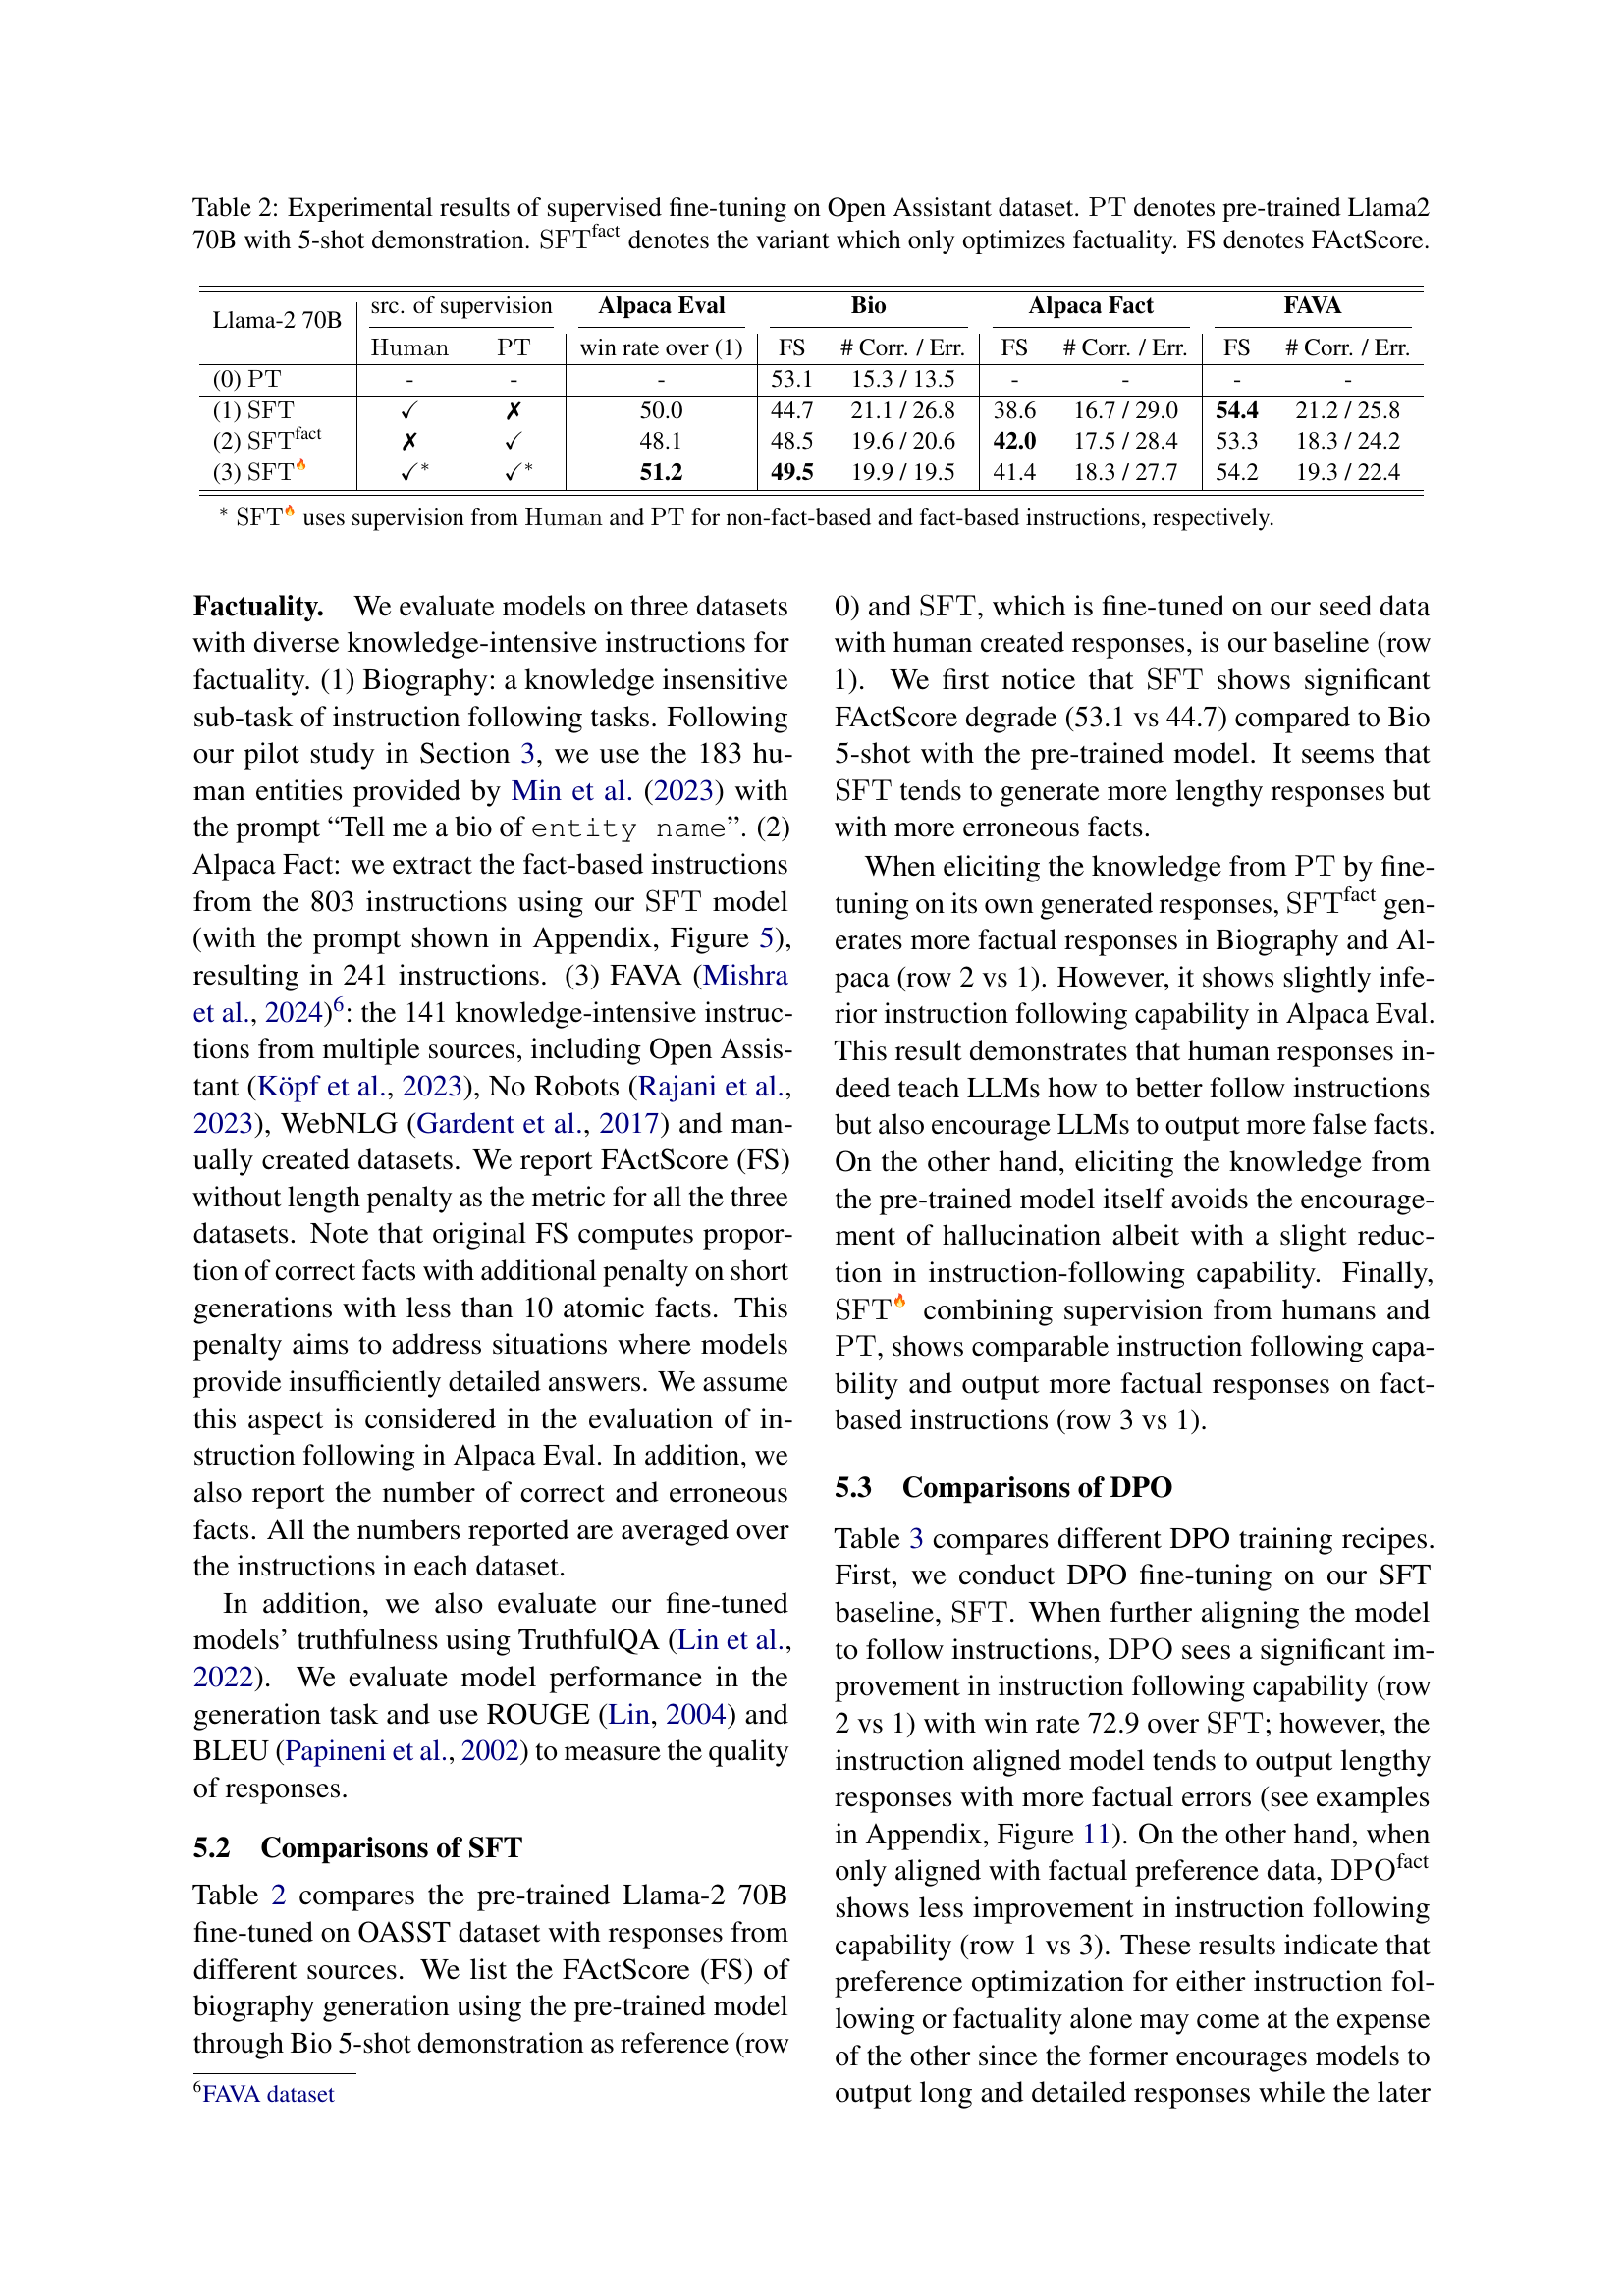 Table 2: Experimental results of supervised fine-tuning on Open Assistant dataset. PT denotes pre-trained Llama2
70B with 5-shot demonstration. SFT^fact denotes the variant which only optimizes factuality. FS denotes FActScore.
Llama-2 70B src. of supervision Alpaca Eval Bio Alpaca Fact FAVA
Human PT win rate over (1) FS # Corr. / Err. FS # Corr. / Err. FS # Corr. / Err.
(0) PT - - - 53.1 15.3 / 13.5 - - - -
(1) SFT ✓ ✗ 50.0 44.7 21.1 / 26.8 38.6 16.7 / 29.0 54.4 21.2 / 25.8
(2) SFT^fact ✗ ✓ 48.1 48.5 19.6 / 20.6 42.0 17.5 / 28.4 53.3 18.3 / 24.2
(3) SFT🔥 ✓* ✓* 51.2 49.5 19.9 / 19.5 41.4 18.3 / 27.7 54.2 19.3 / 22.4
* SFT🔥 uses supervision from Human and PT for non-fact-based and fact-based instructions, respectively.
Factuality. We evaluate models on three datasets
with diverse knowledge-intensive instructions for
factuality. (1) Biography: a knowledge insensitive
sub-task of instruction following tasks. Following
our pilot study in Section 3, we use the 183 hu-
man entities provided by Min et al. (2023) with
the prompt “Tell me a bio of entity name”. (2)
Alpaca Fact: we extract the fact-based instructions
from the 803 instructions using our SFT model
(with the prompt shown in Appendix, Figure 5),
resulting in 241 instructions. (3) FAVA (Mishra
et al., 2024)6: the 141 knowledge-intensive instruc-
tions from multiple sources, including Open Assis-
tant (Köpf et al., 2023), No Robots (Rajani et al.,
2023), WebNLG (Gardent et al., 2017) and man-
ually created datasets. We report FActScore (FS)
without length penalty as the metric for all the three
datasets. Note that original FS computes propor-
tion of correct facts with additional penalty on short
generations with less than 10 atomic facts. This
penalty aims to address situations where models
provide insufficiently detailed answers. We assume
this aspect is considered in the evaluation of in-
struction following in Alpaca Eval. In addition, we
also report the number of correct and erroneous
facts. All the numbers reported are averaged over
the instructions in each dataset.
In addition, we also evaluate our fine-tuned
models’ truthfulness using TruthfulQA (Lin et al.,
2022). We evaluate model performance in the
generation task and use ROUGE (Lin, 2004) and
BLEU (Papineni et al., 2002) to measure the quality
of responses.
5.2 Comparisons of SFT
Table 2 compares the pre-trained Llama-2 70B
fine-tuned on OASST dataset with responses from
different sources. We list the FActScore (FS) of
biography generation using the pre-trained model
through Bio 5-shot demonstration as reference (row
6FAVA dataset
0) and SFT, which is fine-tuned on our seed data
with human created responses, is our baseline (row
1). We first notice that SFT shows significant
FActScore degrade (53.1 vs 44.7) compared to Bio
5-shot with the pre-trained model. It seems that
SFT tends to generate more lengthy responses but
with more erroneous facts.
When eliciting the knowledge from PT by fine-
tuning on its own generated responses, SFT^fact gen-
erates more factual responses in Biography and Al-
paca (row 2 vs 1). However, it shows slightly infe-
rior instruction following capability in Alpaca Eval.
This result demonstrates that human responses in-
deed teach LLMs how to better follow instructions
but also encourage LLMs to output more false facts.
On the other hand, eliciting the knowledge from
the pre-trained model itself avoids the encourage-
ment of hallucination albeit with a slight reduc-
tion in instruction-following capability. Finally,
SFT🔥 combining supervision from humans and
PT, shows comparable instruction following capa-
bility and output more factual responses on fact-
based instructions (row 3 vs 1).
5.3 Comparisons of DPO
Table 3 compares different DPO training recipes.
First, we conduct DPO fine-tuning on our SFT
baseline, SFT. When further aligning the model
to follow instructions, DPO sees a significant im-
provement in instruction following capability (row
2 vs 1) with win rate 72.9 over SFT; however, the
instruction aligned model tends to output lengthy
responses with more factual errors (see examples
in Appendix, Figure 11). On the other hand, when
only aligned with factual preference data, DPO^fact
shows less improvement in instruction following
capability (row 1 vs 3). These results indicate that
preference optimization for either instruction fol-
lowing or factuality alone may come at the expense
of the other since the former encourages models to
output long and detailed responses while the later